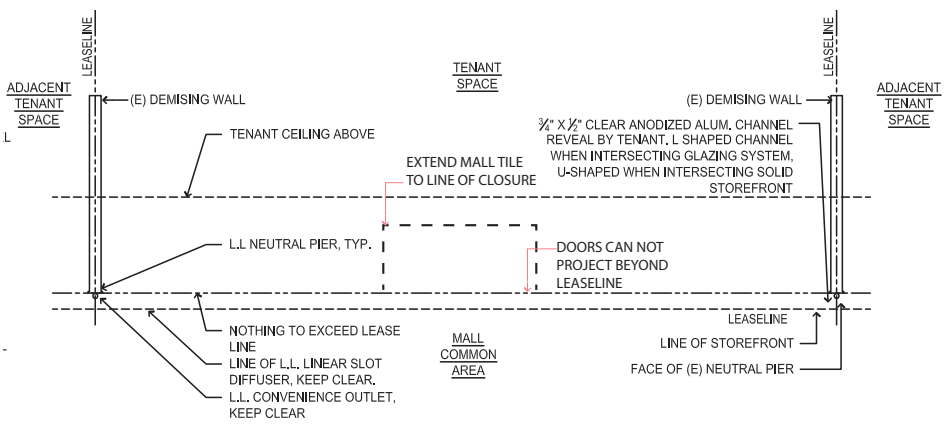 LEASELINE
LEASELINE
TENANT
SPACE
ADJACENT
TENANT
SPACE
ADJACENT
TENANT
SPACE
(E) DEMISING WALL
(E) DEMISING WALL
¾" X ½" CLEAR ANODIZED ALUM. CHANNEL
REVEAL BY TENANT. L SHAPED CHANNEL
WHEN INTERSECTING GLAZING SYSTEM,
U-SHAPED WHEN INTERSECTING SOLID
STOREFRONT
TENANT CEILING ABOVE
L
EXTEND MALL TILE
TO LINE OF CLOSURE
L.L NEUTRAL PIER, TYP.
DOORS CAN NOT
PROJECT BEYOND
LEASELINE
NOTHING TO EXCEED LEASE
LINE
LINE OF L.L. LINEAR SLOT
DIFFUSER, KEEP CLEAR.
L.L. CONVENIENCE OUTLET,
KEEP CLEAR
MALL
COMMON
AREA
LEASELINE
LINE OF STOREFRONT
FACE OF (E) NEUTRAL PIER